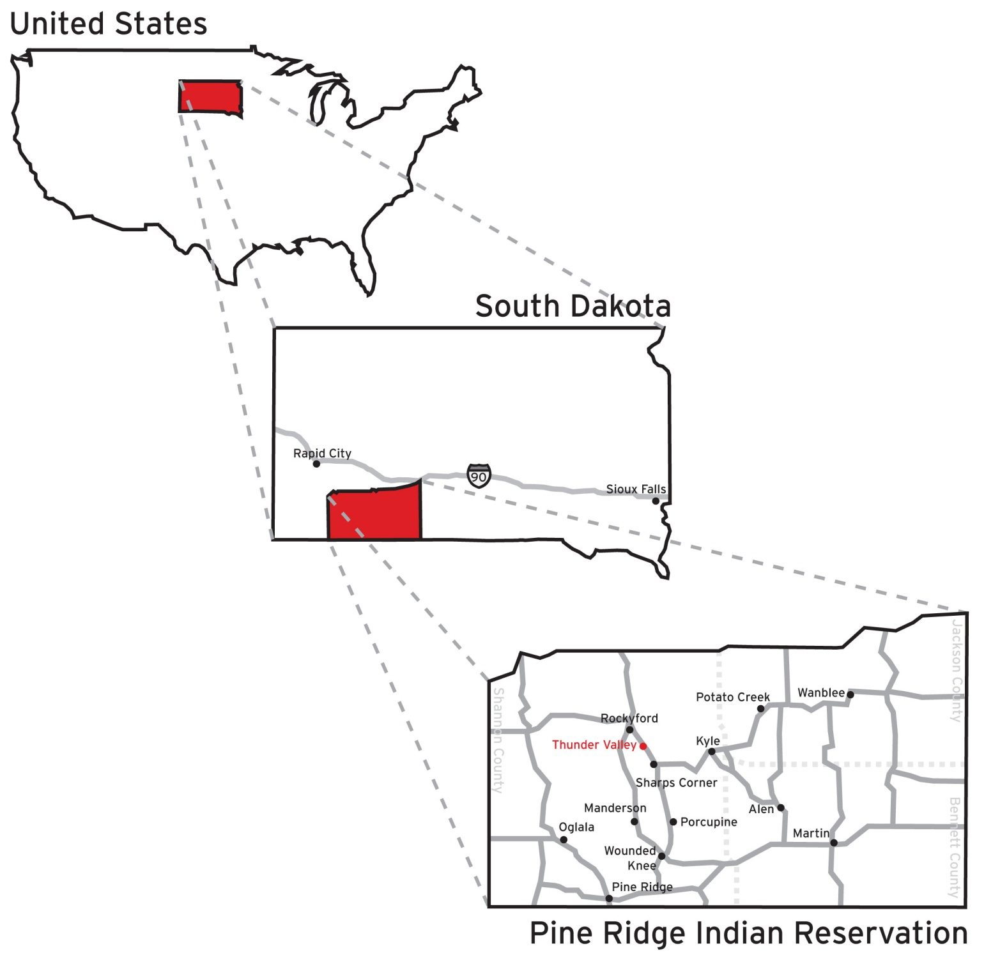 United States
South Dakota
Rapid City
90
Sioux Falls
Jackson County
Shannon County
Potato Creek
Wanblee
Rockyford
Thunder Valley
Kyle
Sharps Corner
Manderson
Alen
Porcupine
Oglala
Martin
Bennett County
Wounded
Knee
Pine Ridge
Pine Ridge Indian Reservation